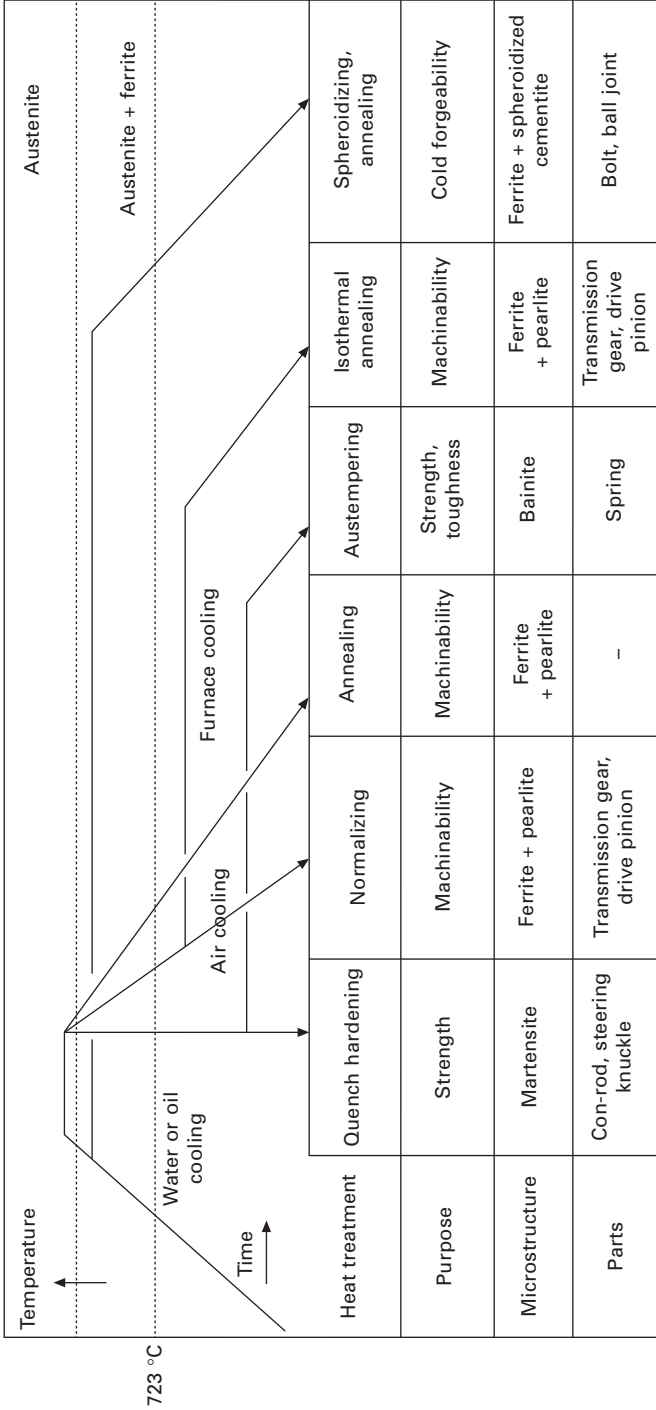 Temperature
Austenite
Austenite + ferrite
723 °C
Water or oil
cooling
Air cooling
Furnace cooling
Time
Heat treatment
Quench hardening
Normalizing
Annealing
Austempering
Isothermal
annealing
Spheroidizing,
annealing
Purpose
Strength
Machinability
Machinability
Strength,
toughness
Machinability
Cold forgeability
Microstructure
Martensite
Ferrite + pearlite
Ferrite
+ pearlite
Bainite
Ferrite
+ pearlite
Ferrite + spheroidized
cementite
Parts
Con-rod, steering
knuckle
Transmission gear,
drive pinion
–
Spring
Transmission
gear, drive
pinion
Bolt, ball joint